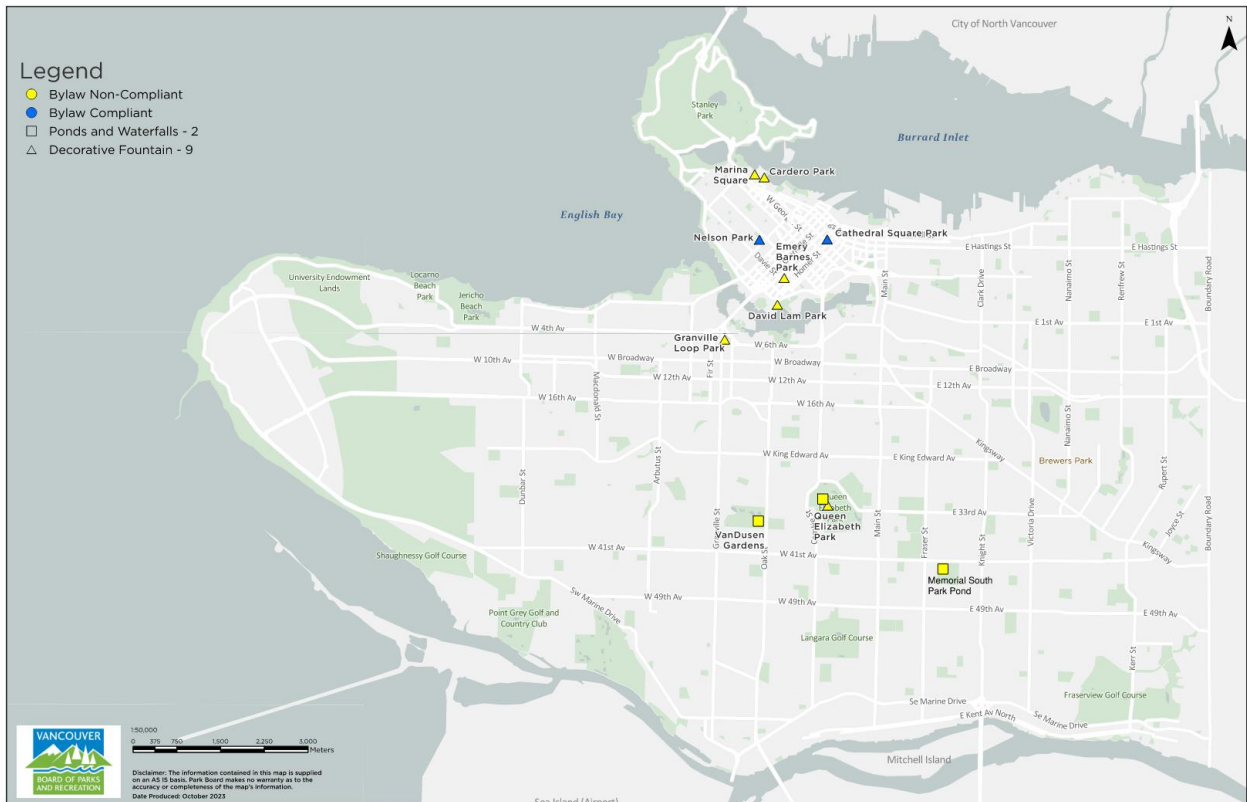 City of North Vancouver
N
Legend
Bylaw Non-Compliant
Bylaw Compliant
Ponds and Waterfalls - 2
Decorative Fountain - 9
Stanley
Park
Burrard Inlet
Marina
Square
Cardero Park
English Bay
Nelson Park
Cathedral Square Park
Emery
Barnes
Park
Davie St
Homer St
E Hastings St
E Hastings St
University Endowment
Lands
Locarno
Beach
Park
Jericho
Beach
Park
Main St
Clark Drive
Nanaimo St
Renfrew St
Boundary Road
David Lam Park
W 4th Av
E 1st Av
E 1st Av
Granville
Loop Park
W 6th Av
W 10th Av
W Broadway
W Broadway
E Broadway
Fir St
W 12th Av
W 12th Av
E 12th Av
Macdonald St
W 16th Av
W 16th Av
Nanaimo St
Kingsway
W King Edward Av
E King Edward Av
Brewers Park
Dunbar St
Arbutus St
Rupert St
Granville St
Queen
Elizabeth
Park
VanDusen
Gardens
Oak St
Main St
E 33rd Av
Fraser St
Knight St
Victoria Drive
Joyce St
Kingsway
Boundary Road
Shaughnessy Golf Course
W 41st Av
W 41st Av
Memorial South
Park Pond
Sw Marine Drive
W 49th Av
W 49th Av
E 49th Av
E 49th Av
Point Grey Golf and
Country Club
Langara Golf Course
Kerr St
Fraserview Golf Course
Se Marine Drive
E Kent Av North
Se Marine Drive
Mitchell Island
Sea Island (Airport)
VANCOUVER
BOARD OF PARKS
AND RECREATION
1:50,000
0 375 750 1,500 2,250 3,000
Meters
Disclaimer: The information contained in this map is supplied
on an AS IS basis. Park Board makes no warranty as to the
accuracy or completeness of the map's information.
Date Produced: October 2023